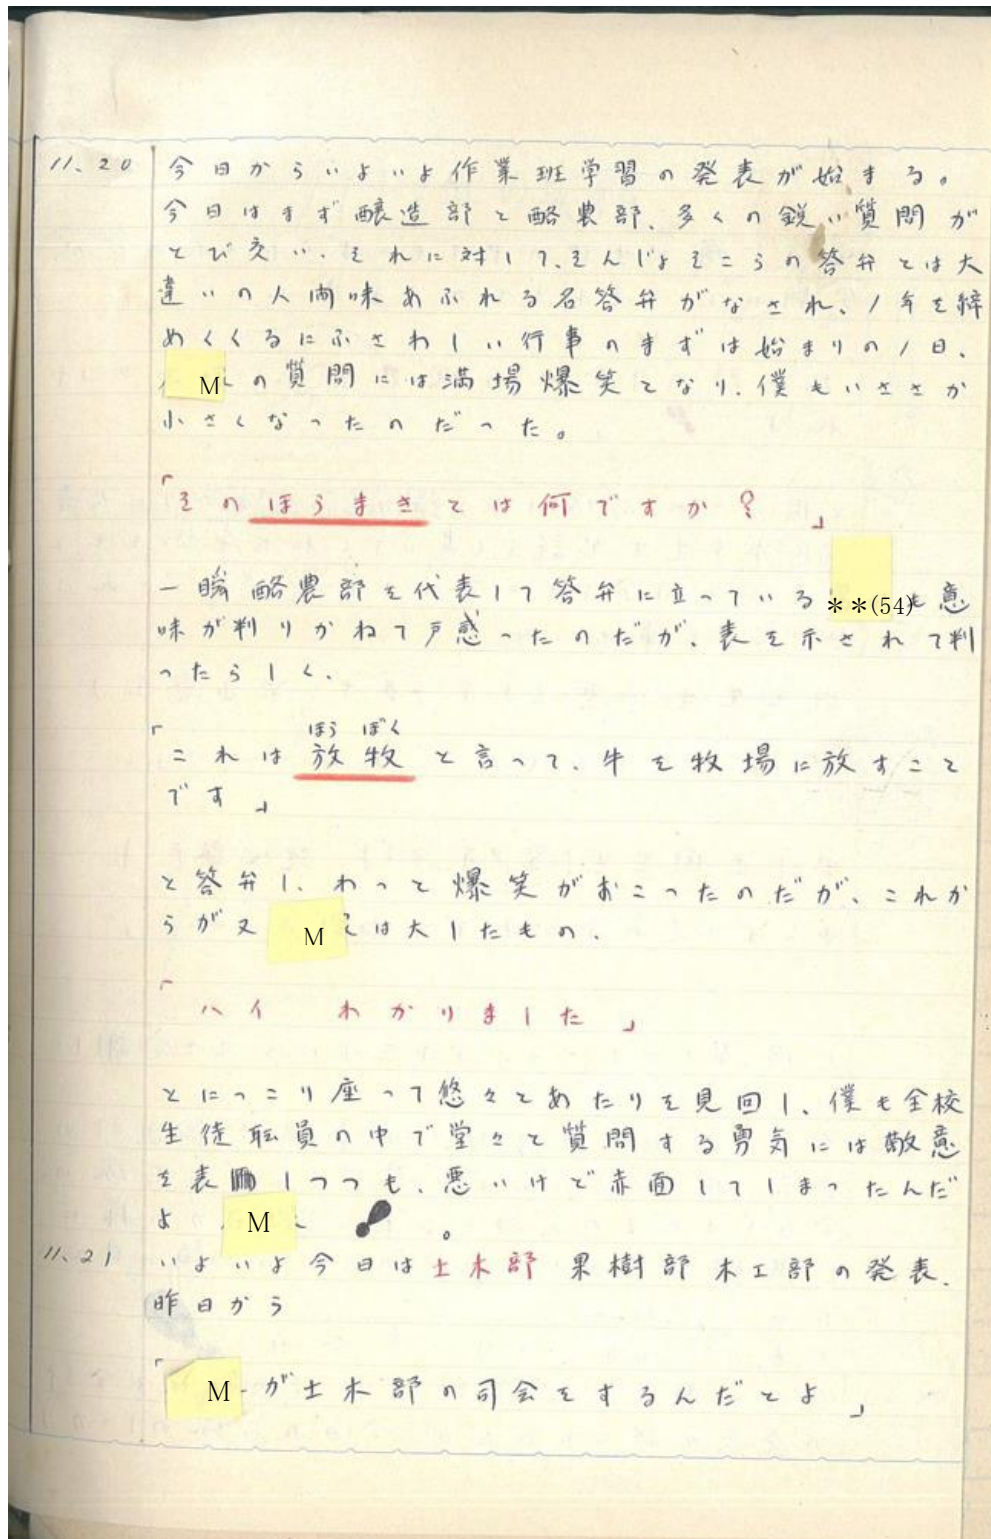 11、20 今日からいよいよ作業班学習の発表が始まる。
今日はまず醸造部と酪農部、多くの鋭い質問が
とび交い、それに対して、そんじょそこらの答弁とは大
違いの人間味あふれる名答弁がなされ、1年を締
めくくるにふさわしい行事のまずは始まりの1日、
M の質問には満場爆笑となり、僕もいささか
小さくなったのだった。
「そのほうまきとは何ですか？」
一瞬酪農部を代表して答弁に立っている**(54)も意
味が判りかねて戸惑ったのだが、表を示されて判
ったらしく、
ほう ぼく
「これは放牧と言って、牛を牧場に放すこと
です」
と答弁し、わっと爆笑がおこったのだが、これか
らが又 M は大したもの、
「ハイ わかりました」
とにっこり座って悠々とあたりを見回し、僕も全校
生徒職員の中で堂々と質問する勇気には敬意
を表しつつも、悪いけど赤面してしまったんだ
よ M ！。
11、21 いよいよ今日は土木部 果樹部 木工部の発表、
昨日から
「M が土木部の司会をするんだとよ」